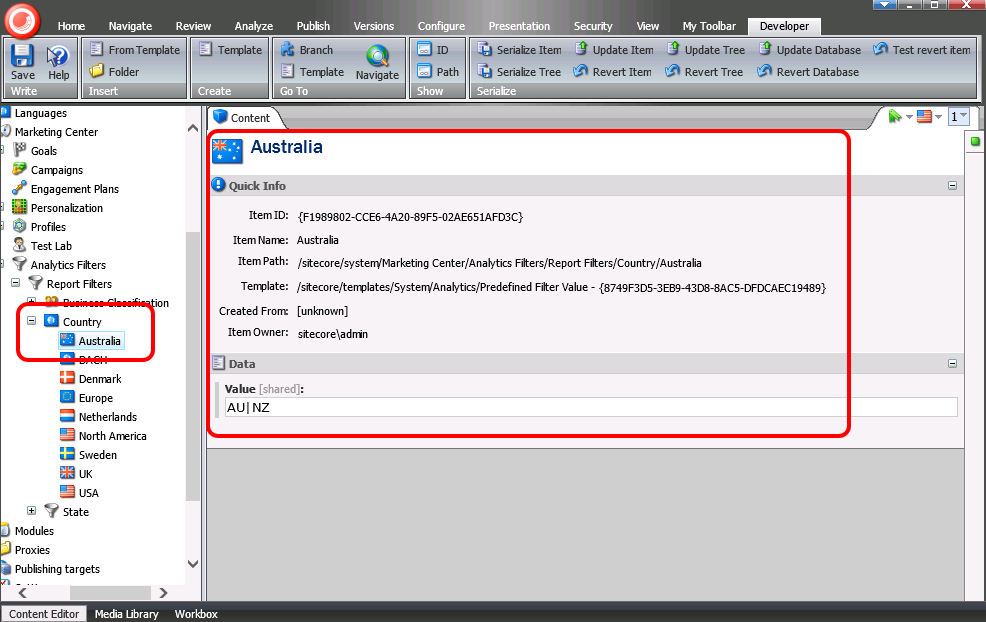 Home Navigate Review Analyze Publish Versions Configure Presentation Security View My Toolbar Developer
Save Help
Write
From Template
Folder
Insert
Template
Create
Branch
Template
Navigate
Go To
ID
Path
Show
Serialize Item Update Item Update Tree Update Database Test revert item
Serialize Tree Revert Item Revert Tree Revert Database
Serialize
Languages
Marketing Center
Goals
Campaigns
Engagement Plans
Personalization
Profiles
Test Lab
Analytics Filters
Report Filters
Business Classification
Country
Australia
DACH
Denmark
Europe
Netherlands
North America
Sweden
UK
USA
State
Modules
Proxies
Publishing targets
Content
1
Australia
Quick Info
Item ID: {F1989802-CCE6-4A20-89F5-02AE651AFD3C}
Item Name: Australia
Item Path: /sitecore/system/Marketing Center/Analytics Filters/Report Filters/Country/Australia
Template: /sitecore/templates/System/Analytics/Predefined Filter Value - {8749F3D5-3EB9-43D8-8AC5-DFDCAEC19489}
Created From: [unknown]
Item Owner: sitecore\admin
Data
Value [shared]:
AU|NZ
Content Editor Media Library Workbox